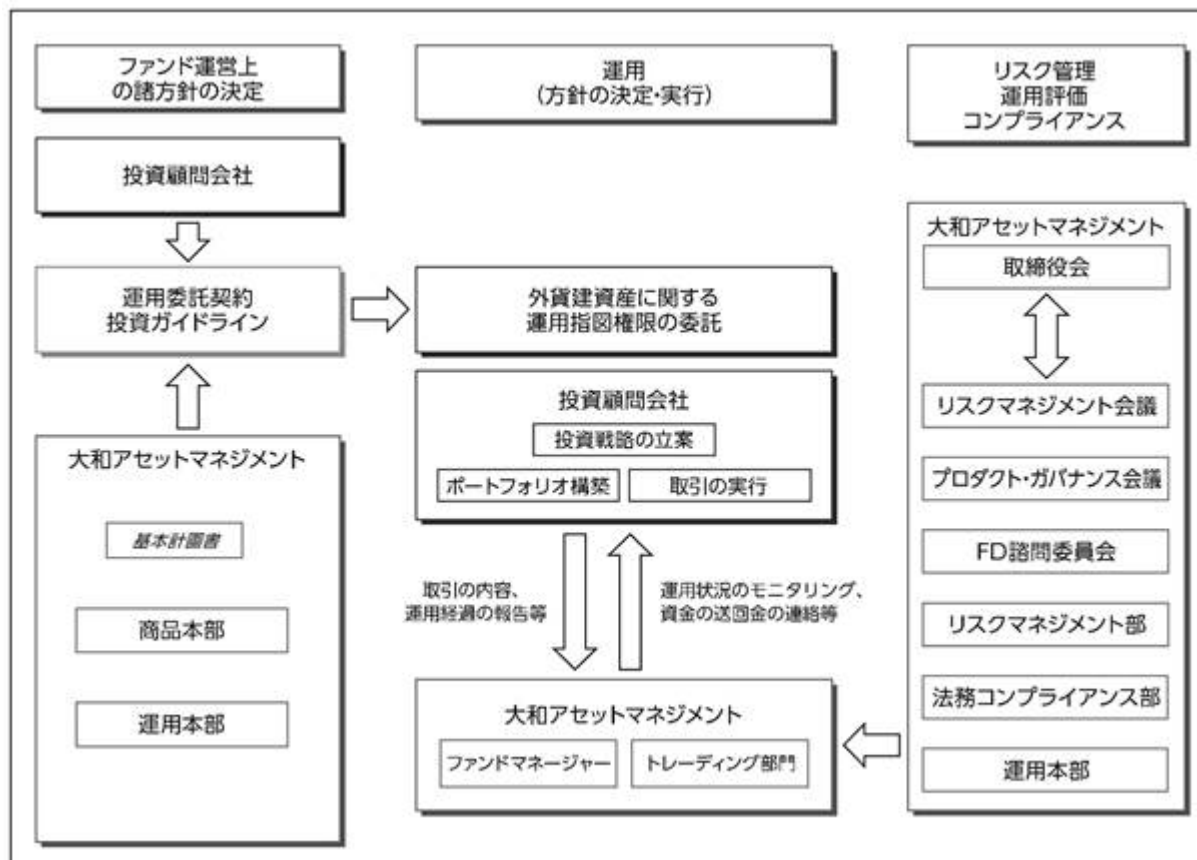 ファンド運営上
の諸方針の決定
運用
(方針の決定・実行)
リスク管理
運用評価
コンプライアンス
投資顧問会社
運用委託契約
投資ガイドライン
外貨建資産に関する
運用指図権限の委託
投資顧問会社
投資戦略の立案
ポートフォリオ構築
取引の実行
大和アセットマネジメント
基本計画書
商品本部
運用本部
取引の内容、
運用経過の報告等
運用状況のモニタリング、
資金の送回金の連絡等
大和アセットマネジメント
ファンドマネージャー
トレーディング部門
大和アセットマネジメント
取締役会
リスクマネジメント会議
プロダクト・ガバナンス会議
FD諮問委員会
リスクマネジメント部
法務コンプライアンス部
運用本部